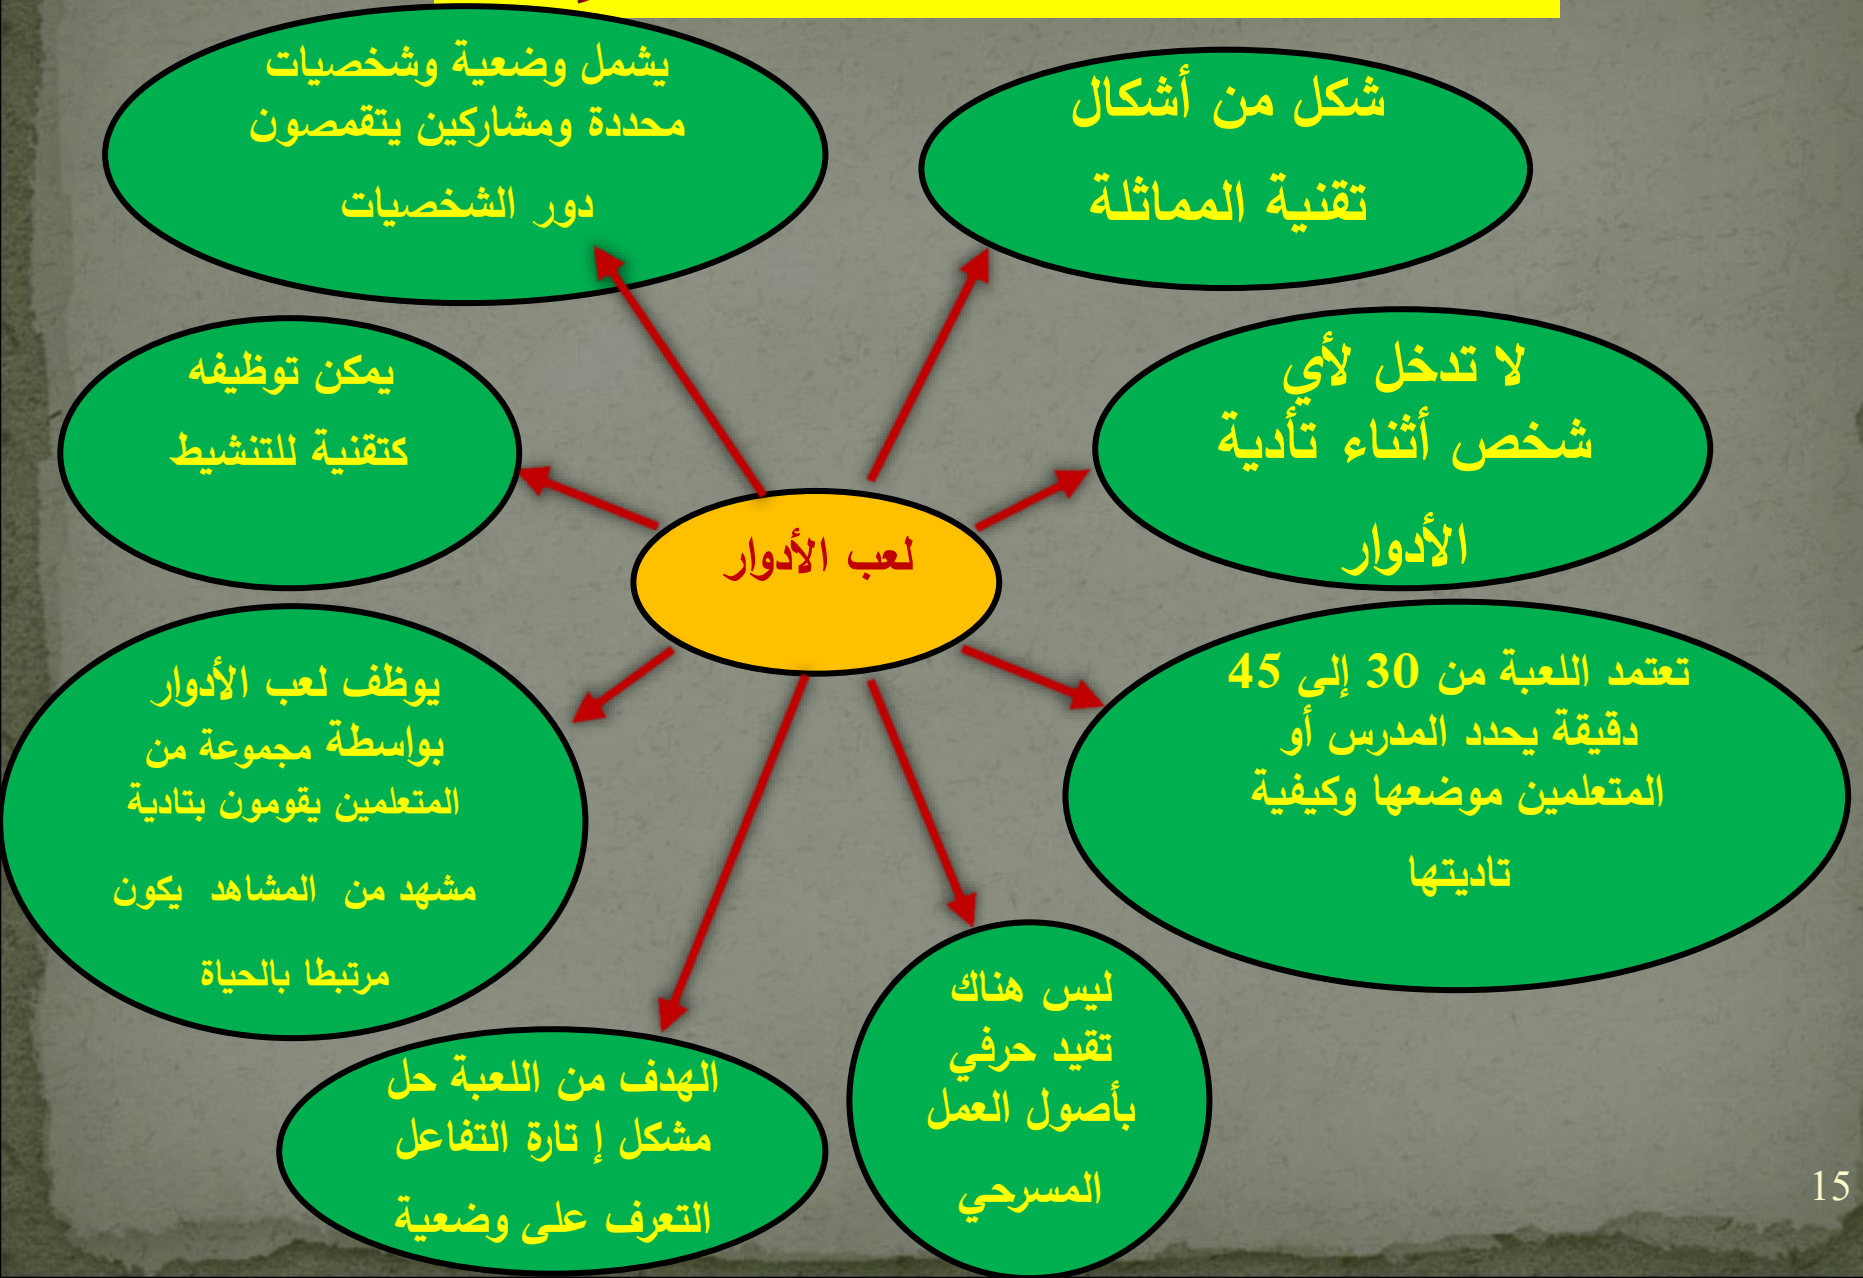 شكل من أشكال
تقنية المماثلة
يشمل وضعية وشخصيات
محددة ومشاركين يتقمصون
دور الشخصيات
لا تدخل لأي
شخص أثناء تأدية
الأدوار
يمكن توظيفه
كتقنية للتنشيط
لعب الأدوار
تعتمد اللعبة من 30 إلى 45
دقيقة يحدد المدرس أو
المتعلمين موضعها وكيفية
تاديتها
يوظف لعب الأدوار
بواسطة مجموعة من
المتعلمين يقومون بتادية
مشهد من المشاهد يكون
مرتبطا بالحياة
ليس هناك
تقيد حرفي
بأصول العمل
المسرحي
الهدف من اللعبة حل
مشكل إ تارة التفاعل
التعرف على وضعية
15